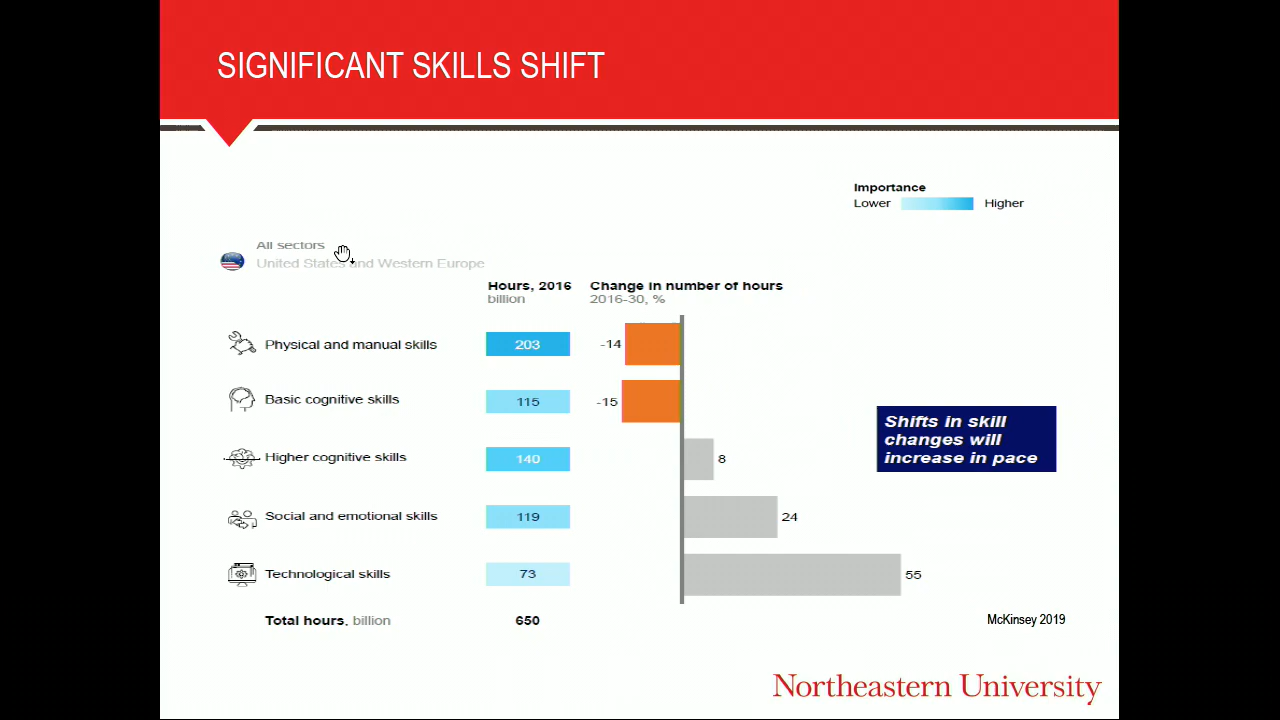 SIGNIFICANT SKILLS SHIFT
Importance
Lower Higher
All sectors
United States and Western Europe
Hours, 2016 Change in number of hours
billion 2016-30, %
Physical and manual skills 203 -14
Basic cognitive skills 115 -15
Higher cognitive skills 140 8
Social and emotional skills 119 24
Technological skills 73 55
Total hours, billion 650
Shifts in skill
changes will
increase in pace
McKinsey 2019
Northeastern University